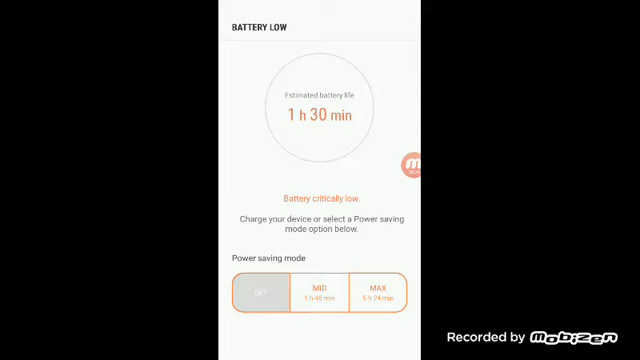 BATTERY LOW
Estimated battery life
1 h 30 min
Battery critically low.
Charge your device or select a Power saving
mode option below.
Power saving mode
OFF
MID
MAX
1 h 48 min
5 h 24 min
Recorded by Mobizen